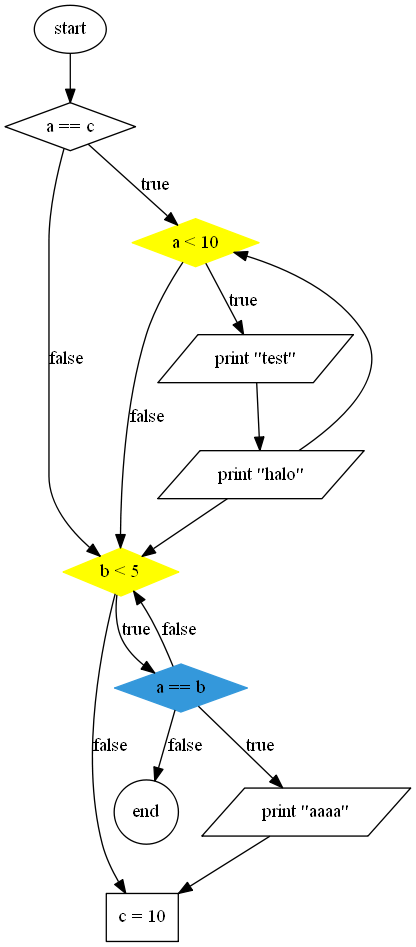 start
a == c
true
a < 10
true
false
print "test"
false
print "halo"
b < 5
true
false
a == b
false
false
true
end
print "aaaa"
c = 10